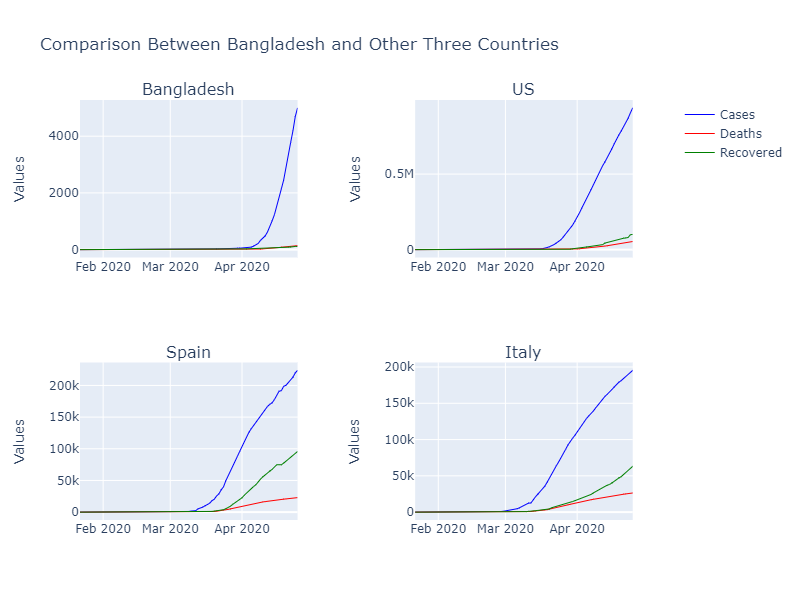 Comparison Between Bangladesh and Other Three Countries
Bangladesh
US
Cases
Deaths
Recovered
Values
4000
2000
0
Feb 2020 Mar 2020 Apr 2020
Values
0.5M
0
Feb 2020 Mar 2020 Apr 2020
Spain
Italy
Values
200k
150k
100k
50k
0
Feb 2020 Mar 2020 Apr 2020
Values
200k
150k
100k
50k
0
Feb 2020 Mar 2020 Apr 2020